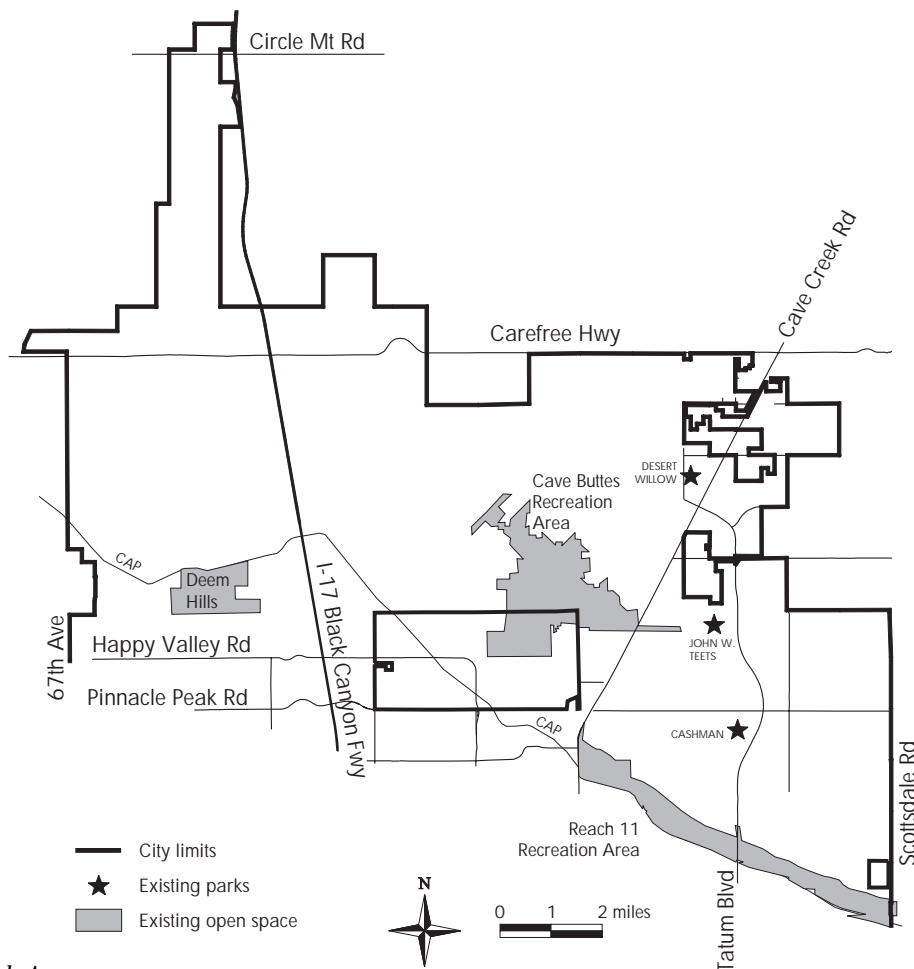 Circle Mt Rd
Cave Creek Rd
Carefree Hwy
DESERT
WILLOW
Cave Buttes
Recreation
Area
CAP
Deem
Hills
I-17 Black Canyon Fwy
67th Ave
Happy Valley Rd
JOHN W.
TEETS
Pinnacle Peak Rd
CAP
CASHMAN
Scottsdale Rd
Reach 11
Recreation Area
Tatum Blvd
City limits
Existing parks
Existing open space
N
0 1 2 miles